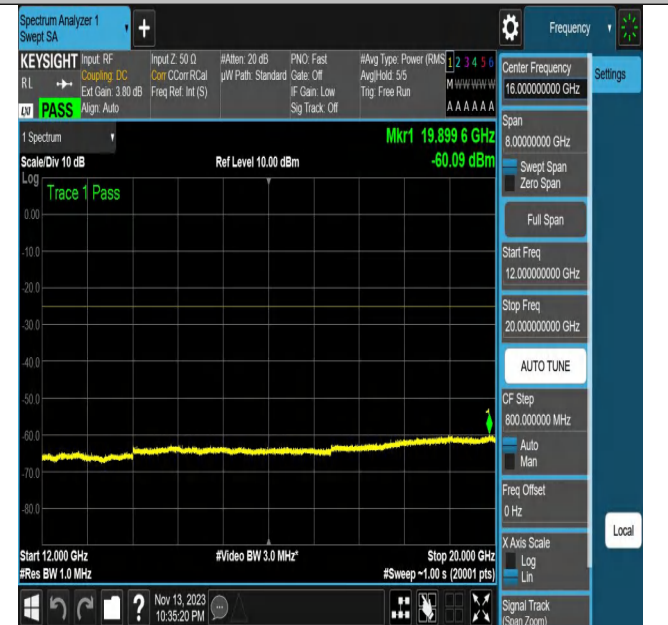 Spectrum Analyzer 1
Swept SA
+
Frequency
KEYSIGHT
RL
LXI
PASS
Input: RF
Coupling: DC
Ext Gain: 3.80 dB
Align: Auto
Input Z: 50 Ω
Corr CCorr RCal
Freq Ref: Int (S)
#Atten: 20 dB
µW Path: Standard
PNO: Fast
Gate: Off
IF Gain: Low
Sig Track: Off
#Avg Type: Power (RMS
Avg|Hold: 5/5
Trig: Free Run
1 2 3 4 5 6
M W W W W W
A A A A A A
1 Spectrum
Scale/Div 10 dB
Ref Level 10.00 dBm
Mkr1 19.899 6 GHz
-60.09 dBm
Log
Trace 1 Pass
0.00
-10.0
-20.0
-30.0
-40.0
-50.0
-60.0
-70.0
-80.0
1
Start 12.000 GHz
#Res BW 1.0 MHz
#Video BW 3.0 MHz*
Stop 20.000 GHz
#Sweep ~1.00 s (20001 pts)
Nov 13, 2023
10:35:20 PM
Center Frequency
16.000000000 GHz
Settings
Span
8.00000000 GHz
Swept Span
Zero Span
Full Span
Start Freq
12.000000000 GHz
Stop Freq
20.000000000 GHz
AUTO TUNE
CF Step
800.000000 MHz
Auto
Man
Freq Offset
0 Hz
X Axis Scale
Log
Lin
Local
Signal Track
(Span Zoom)